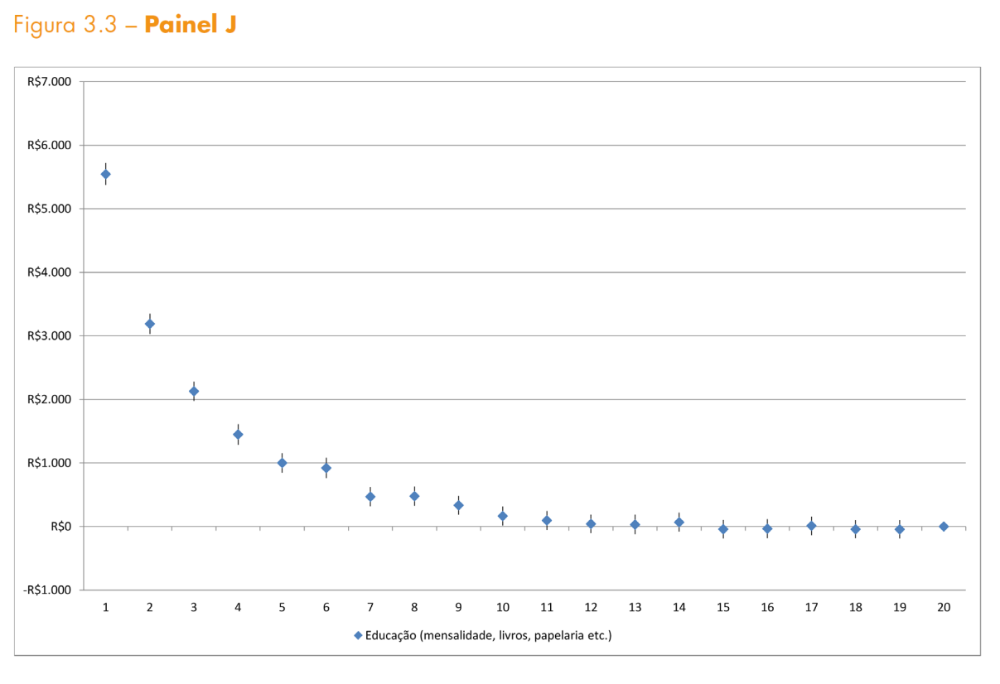 Figura 3.3 – Painel J
R$7.000
R$6.000
R$5.000
R$4.000
R$3.000
R$2.000
R$1.000
R$0
-R$1.000
1 2 3 4 5 6 7 8 9 10 11 12 13 14 15 16 17 18 19 20
Educação (mensalidade, livros, papelaria etc.)